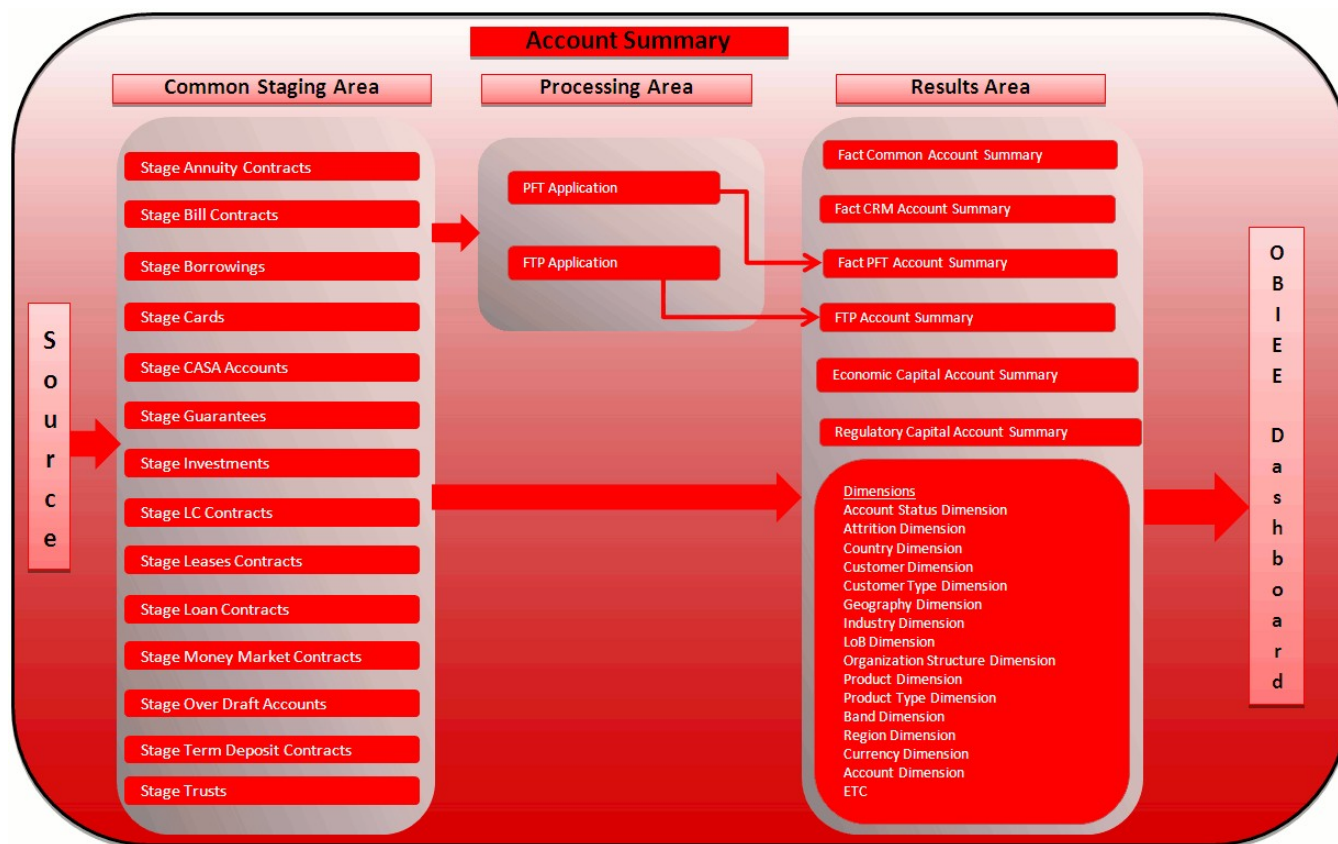 Account Summary
Common Staging Area
Processing Area
Results Area
Source
Stage Annuity Contracts
Stage Bill Contracts
Stage Borrowings
Stage Cards
Stage CASA Accounts
Stage Guarantees
Stage Investments
Stage LC Contracts
Stage Leases Contracts
Stage Loan Contracts
Stage Money Market Contracts
Stage Over Draft Accounts
Stage Term Deposit Contracts
Stage Trusts
PFT Application
FTP Application
Fact Common Account Summary
Fact CRM Account Summary
Fact PFT Account Summary
FTP Account Summary
Economic Capital Account Summary
Regulatory Capital Account Summary
Dimensions
Account Status Dimension
Attrition Dimension
Country Dimension
Customer Dimension
Customer Type Dimension
Geography Dimension
Industry Dimension
LoB Dimension
Organization Structure Dimension
Product Dimension
Product Type Dimension
Band Dimension
Region Dimension
Currency Dimension
Account Dimension
ETC
OBIEE Dashboard